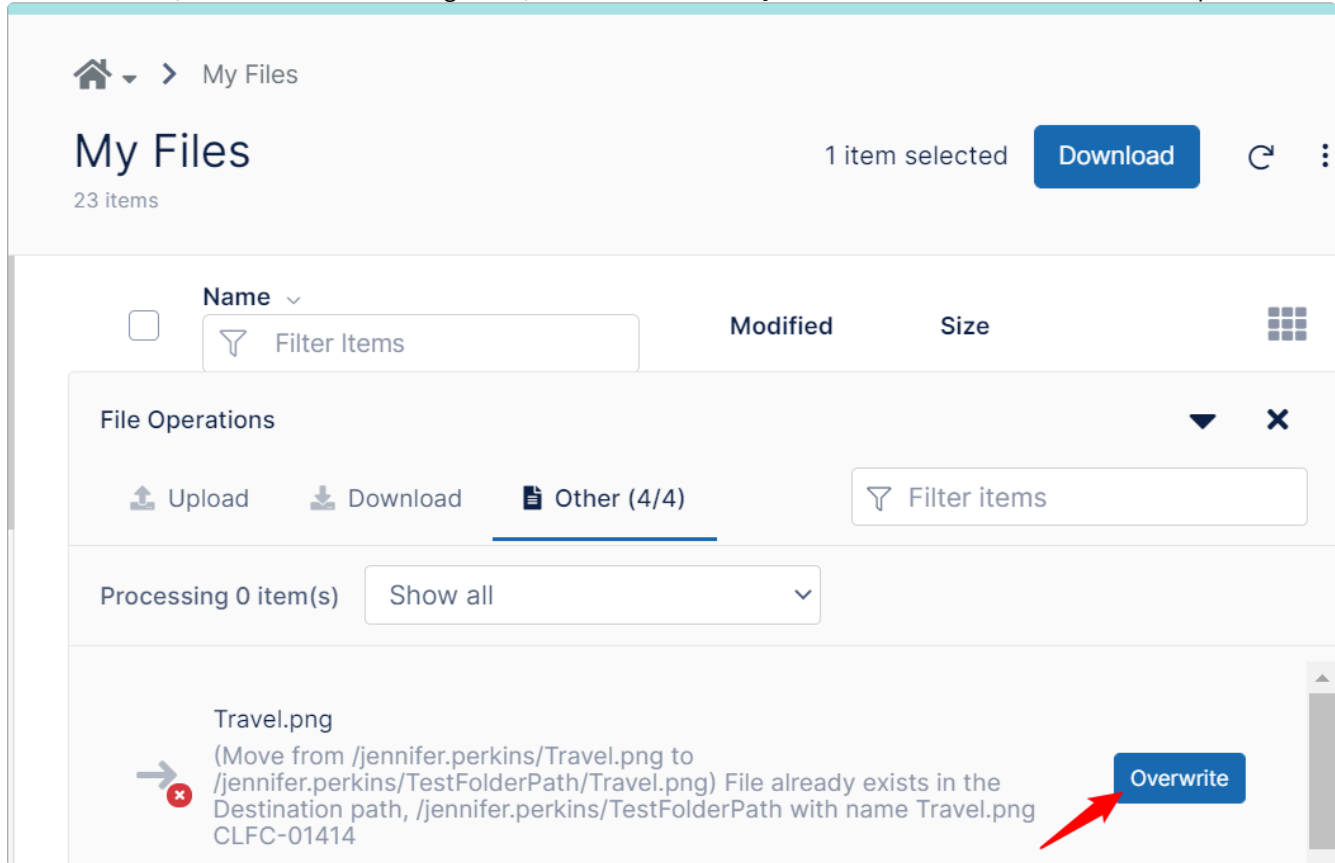 My Files
My Files
1 item selected
Download
23 items
Name
Filter Items
Modified
Size
File Operations
Upload
Download
Other (4/4)
Filter items
Processing 0 item(s)
Show all
Travel.png
(Move from /jennifer.perkins/Travel.png to
/jennifer.perkins/TestFolderPath/Travel.png) File already exists in the
Destination path, /jennifer.perkins/TestFolderPath with name Travel.png
CLFC-01414
Overwrite